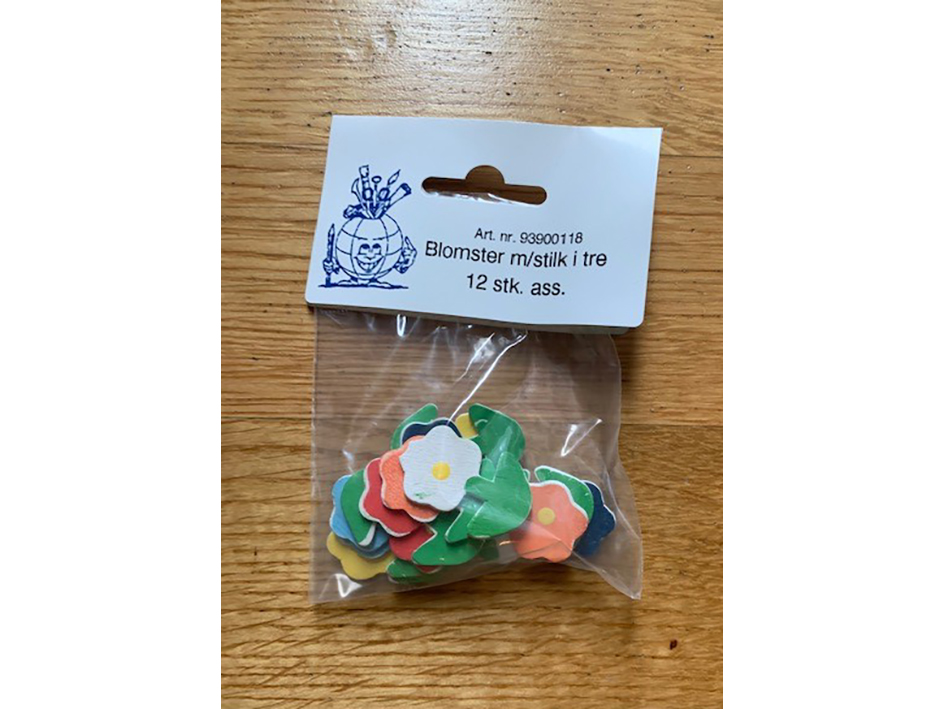 Art. nr. 93900118
Blomster m/stilk i tre
12 stk. ass.